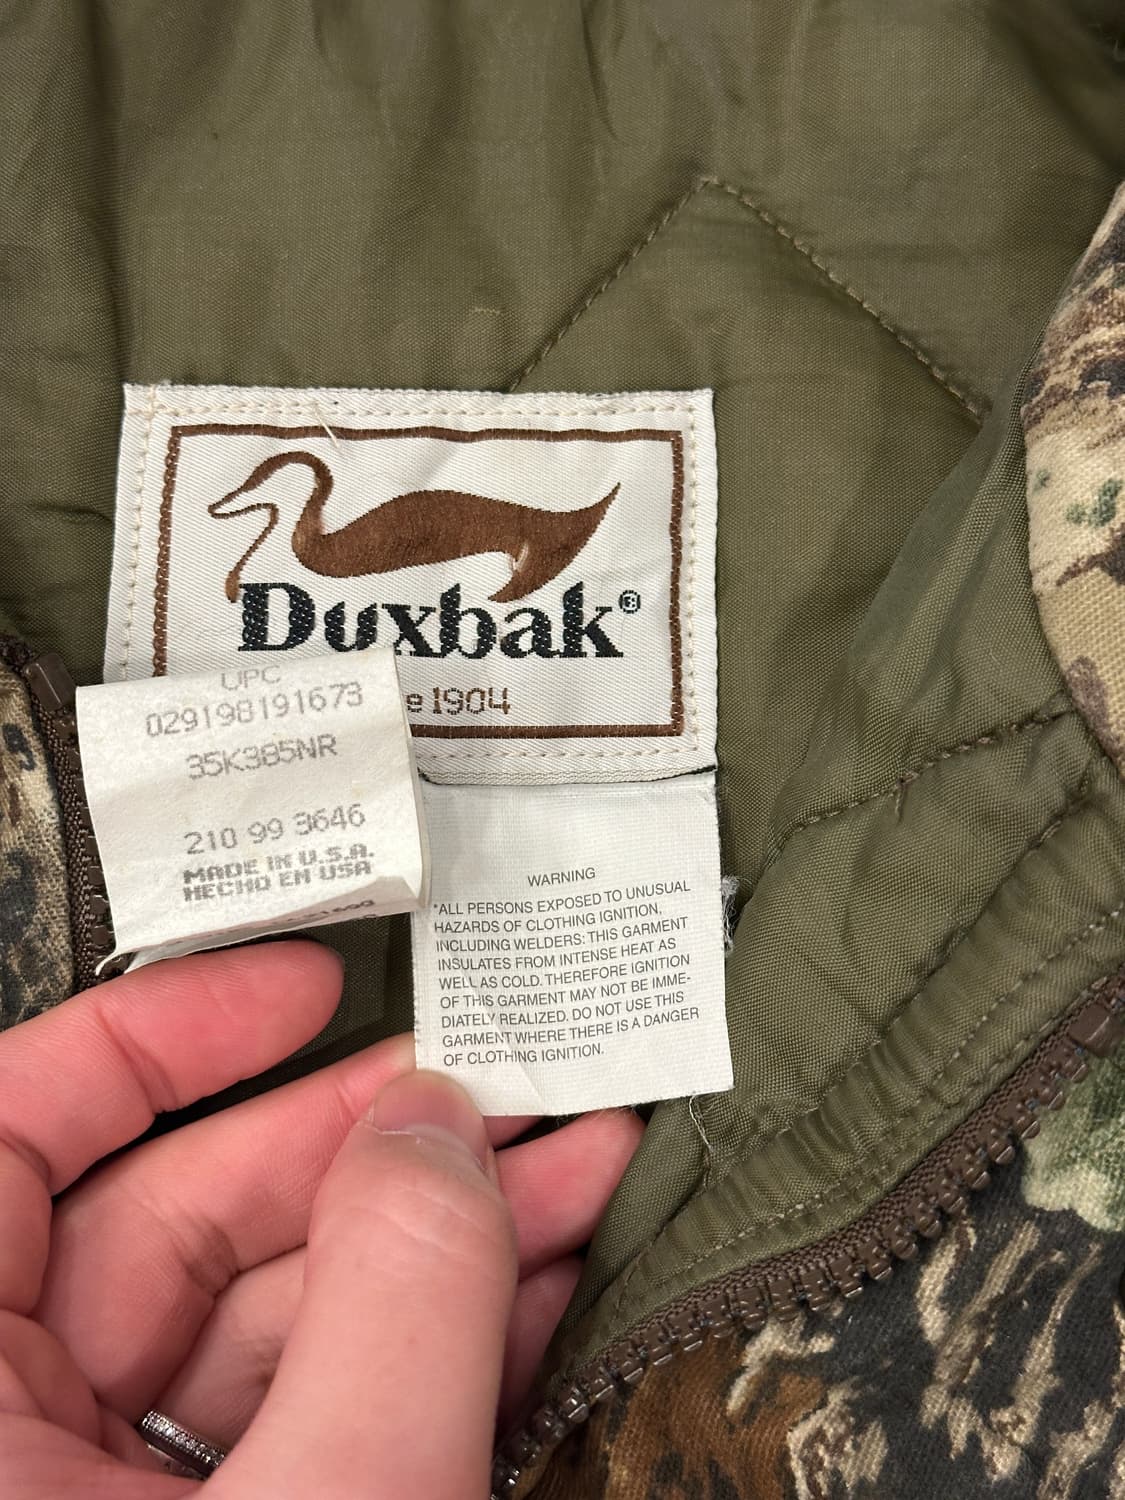 Duxbak®
e 1904
UPC
029198191673
35K385NR
210 99 3646
MADE IN U.S.A.
HECHO EN USA
WARNING
*ALL PERSONS EXPOSED TO UNUSUAL
HAZARDS OF CLOTHING IGNITION,
INCLUDING WELDERS: THIS GARMENT
INSULATES FROM INTENSE HEAT AS
WELL AS COLD. THEREFORE IGNITION
OF THIS GARMENT MAY NOT BE IMME-
DIATELY REALIZED. DO NOT USE THIS
GARMENT WHERE THERE IS A DANGER
OF CLOTHING IGNITION.